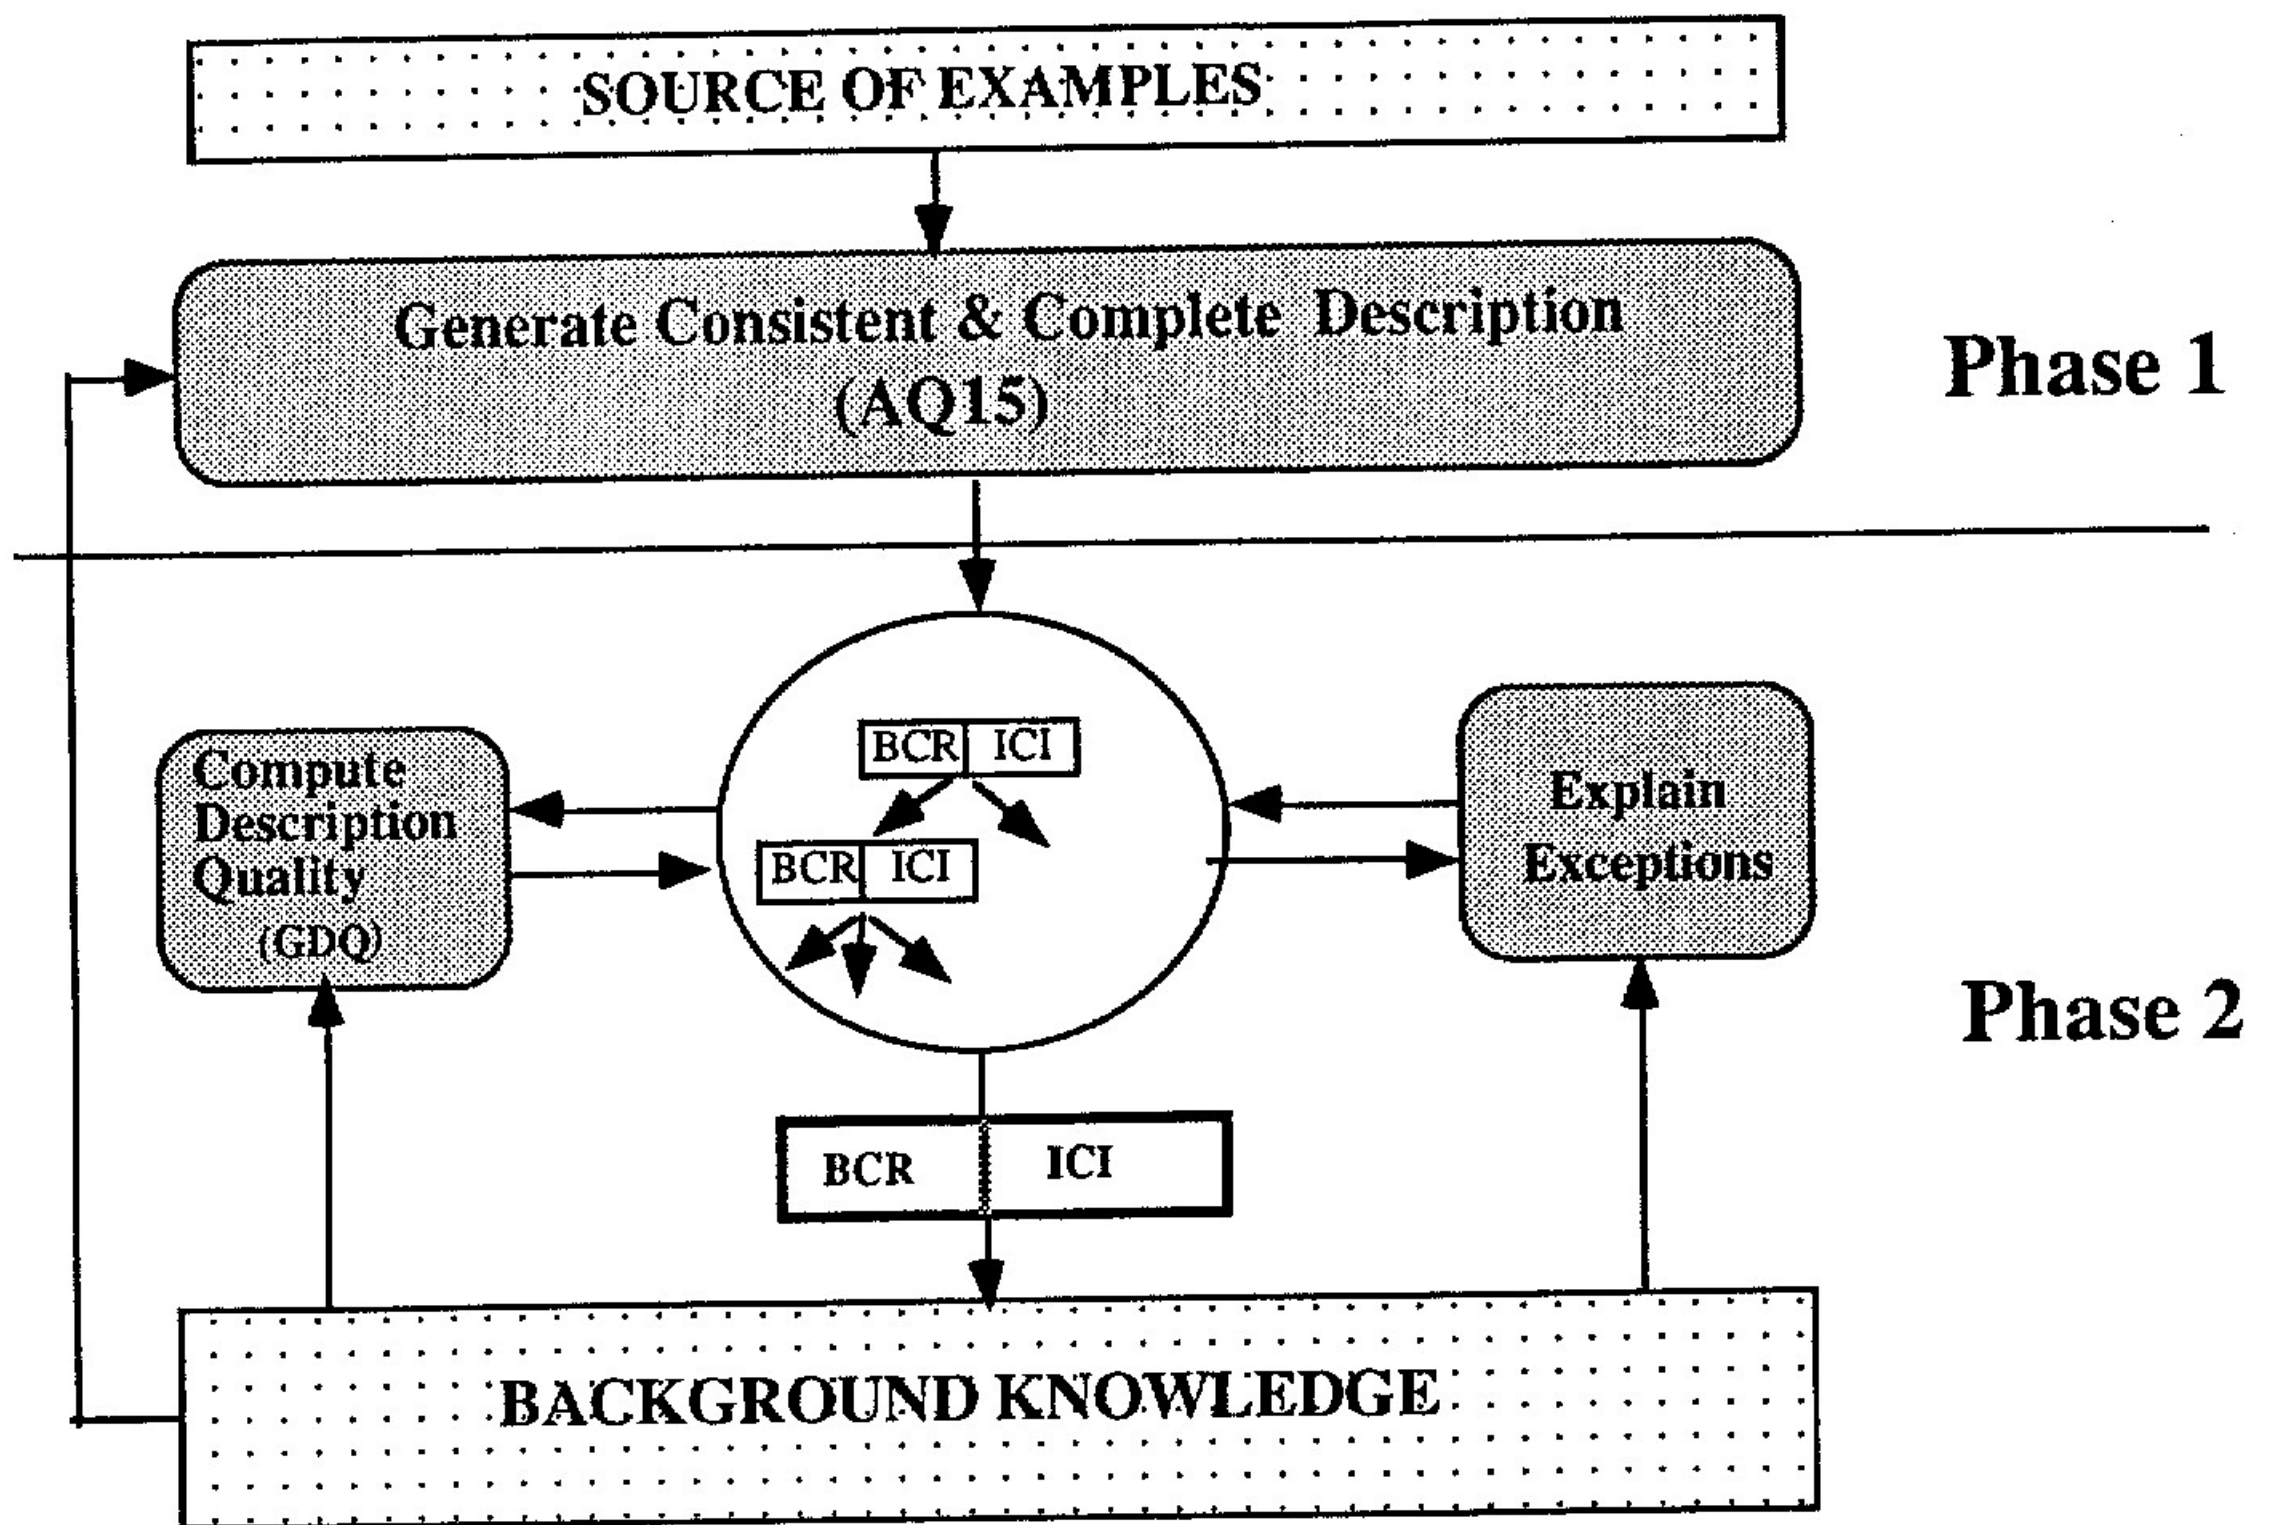 SOURCE OF EXAMPLES
Generate Consistent & Complete Description
(AQ15)
Phase 1
BCR ICI
BCR ICI
Compute
Description
Quality
(GDQ)
Explain
Exceptions
Phase 2
BCR ICI
BACKGROUND KNOWLEDGE